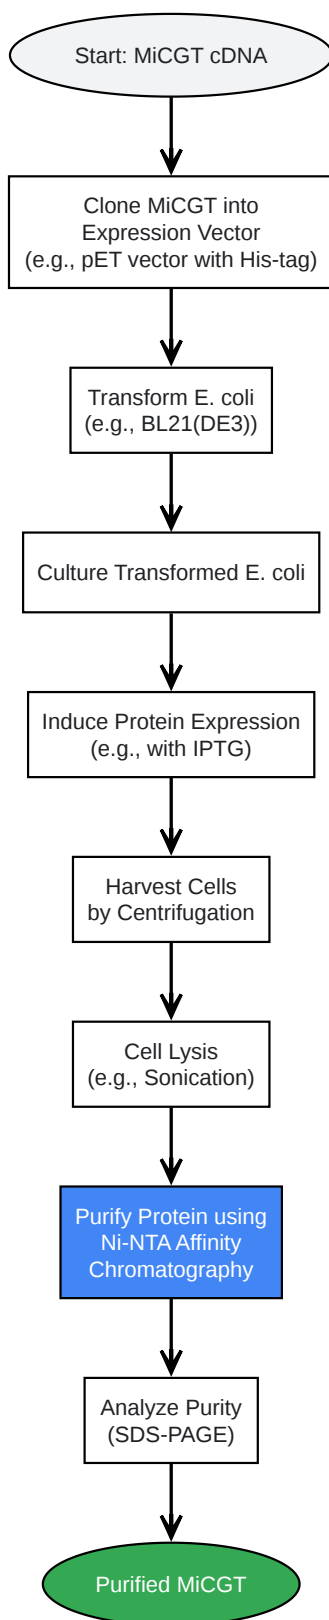 Start: MiCGT cDNA
Clone MiCGT into
Expression Vector
(e.g., pET vector with His-tag)
Transform E. coli
(e.g., BL21(DE3))
Culture Transformed E. coli
Induce Protein Expression
(e.g., with IPTG)
Harvest Cells
by Centrifugation
Cell Lysis
(e.g., Sonication)
Purify Protein using
Ni-NTA Affinity
Chromatography
Analyze Purity
(SDS-PAGE)
Purified MiCGT